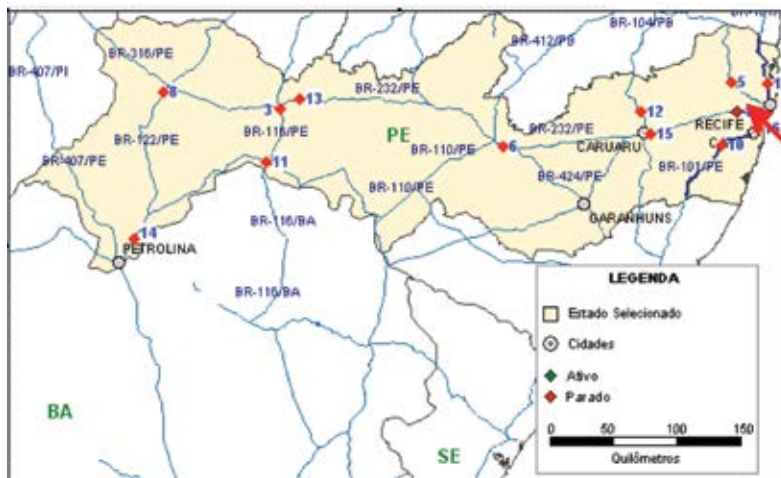 BR-104/PB
BR-316/PE
BR-412/PB
BR-407/PI
8
5
1
3
13
BR-232/PE
12
BR-116/PE
PE
BR-232/PE
RECIFE
BR-122/PE
15
CARUARU
6
BR-110/PE
10
BR-407/PE
11
BR-101/PE
BR-424/PE
BR-110/PE
GARANHUNS
BR-116/BA
14
PETROLINA
BR-116/BA
LEGENDA
Estado Selecionado
Cidades
Ativo
Parado
0 50 100 150
Quilômetros
BA
SE